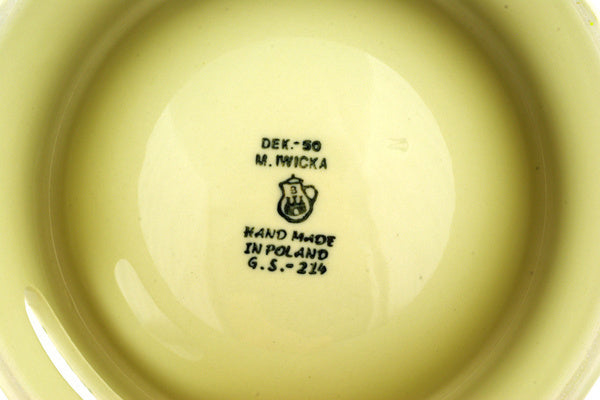 DEK.-50
M. IWICKA
B
HAND MADE
IN POLAND
G.S.-214